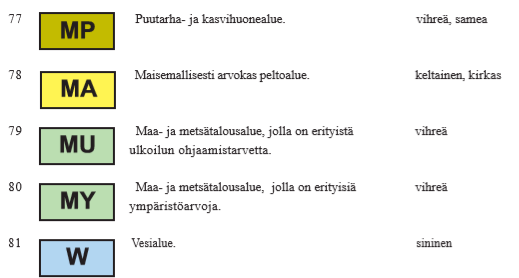 77 MP Puutarha- ja kasvihuonealue. vihreä, samea
78 MA Maisemallisesti arvokas peltoalue. keltainen, kirkas
79 MU Maa- ja metsätalousalue, jolla on erityistä vihreä
ulkoilun ohjaamistarvetta.
80 MY Maa- ja metsätalousalue, jolla on erityisiä vihreä
ympäristöarvoja.
81 W Vesialue. sininen